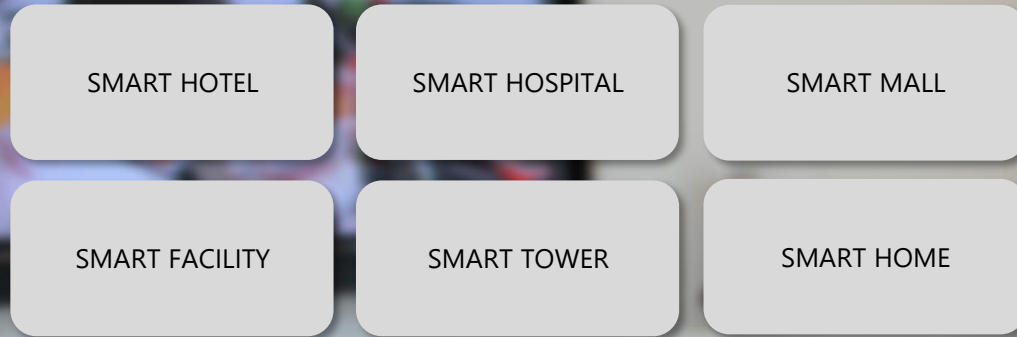 SMART HOTEL
SMART HOSPITAL
SMART MALL
SMART FACILITY
SMART TOWER
SMART HOME